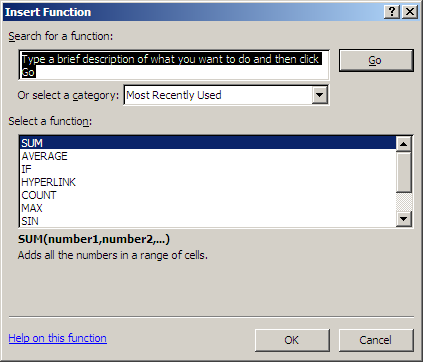 Insert Function
Search for a function:
Type a brief description of what you want to do and then click
Go
Go
Or select a category: Most Recently Used
Select a function:
SUM
AVERAGE
IF
HYPERLINK
COUNT
MAX
SIN
SUM(number1,number2,...)
Adds all the numbers in a range of cells.
Help on this function
OK
Cancel